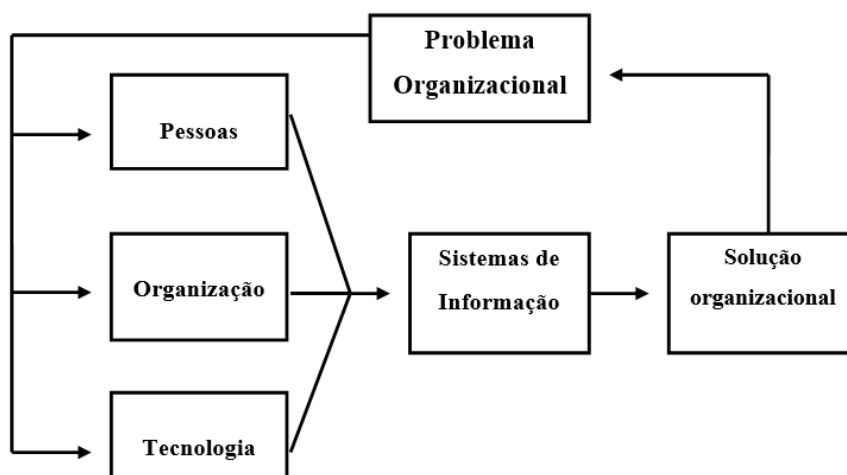 Problema
Organizacional
Pessoas
Organização
Sistemas de
Informação
Solução
organizacional
Tecnologia